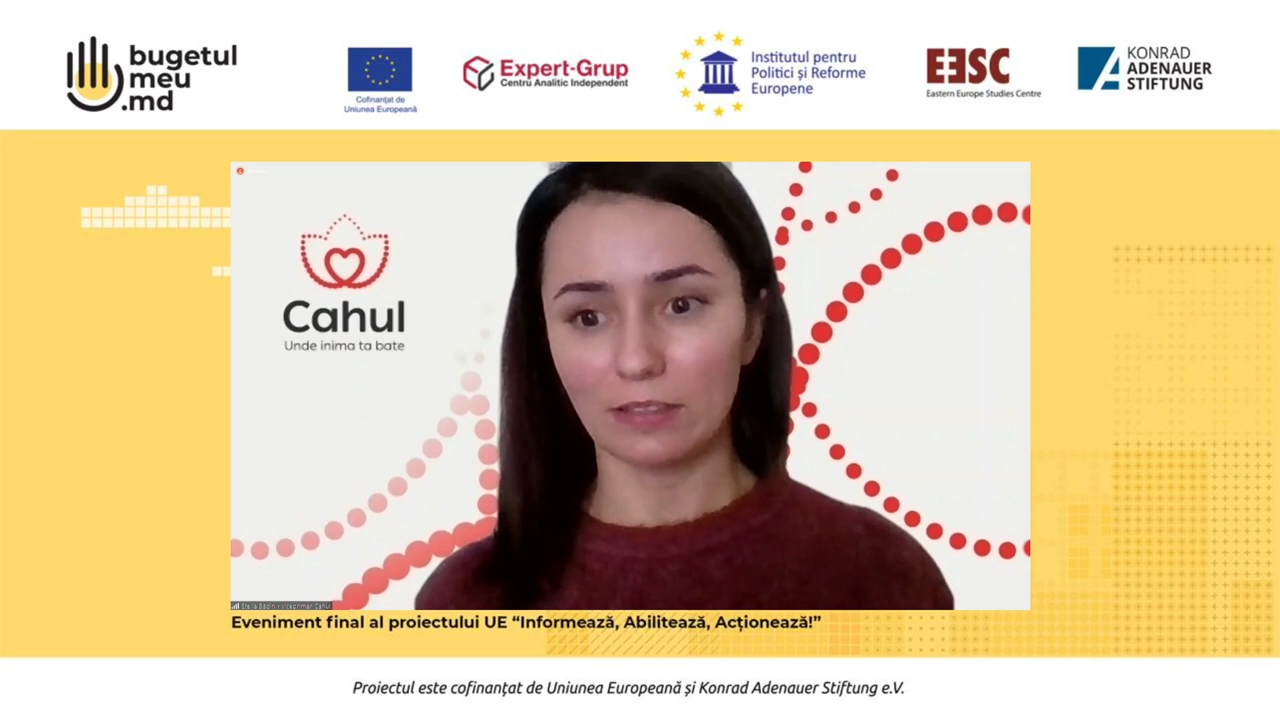 bugetul
meu
.md
Cofinanțat de
Uniunea Europeană
Expert-Grup
Centru Analitic Independent
Institutul pentru
Politici și Reforme
Europene
EESC
Eastern Europe Studies Centre
KONRAD
ADENAUER
STIFTUNG
Cahul
Unde inima ta bate
Viceprimar Cahul
Eveniment final al proiectului UE “Informează, Abilitează, Acționează!”
Proiectul este cofinanțat de Uniunea Europeană și Konrad Adenauer Stiftung e.V.